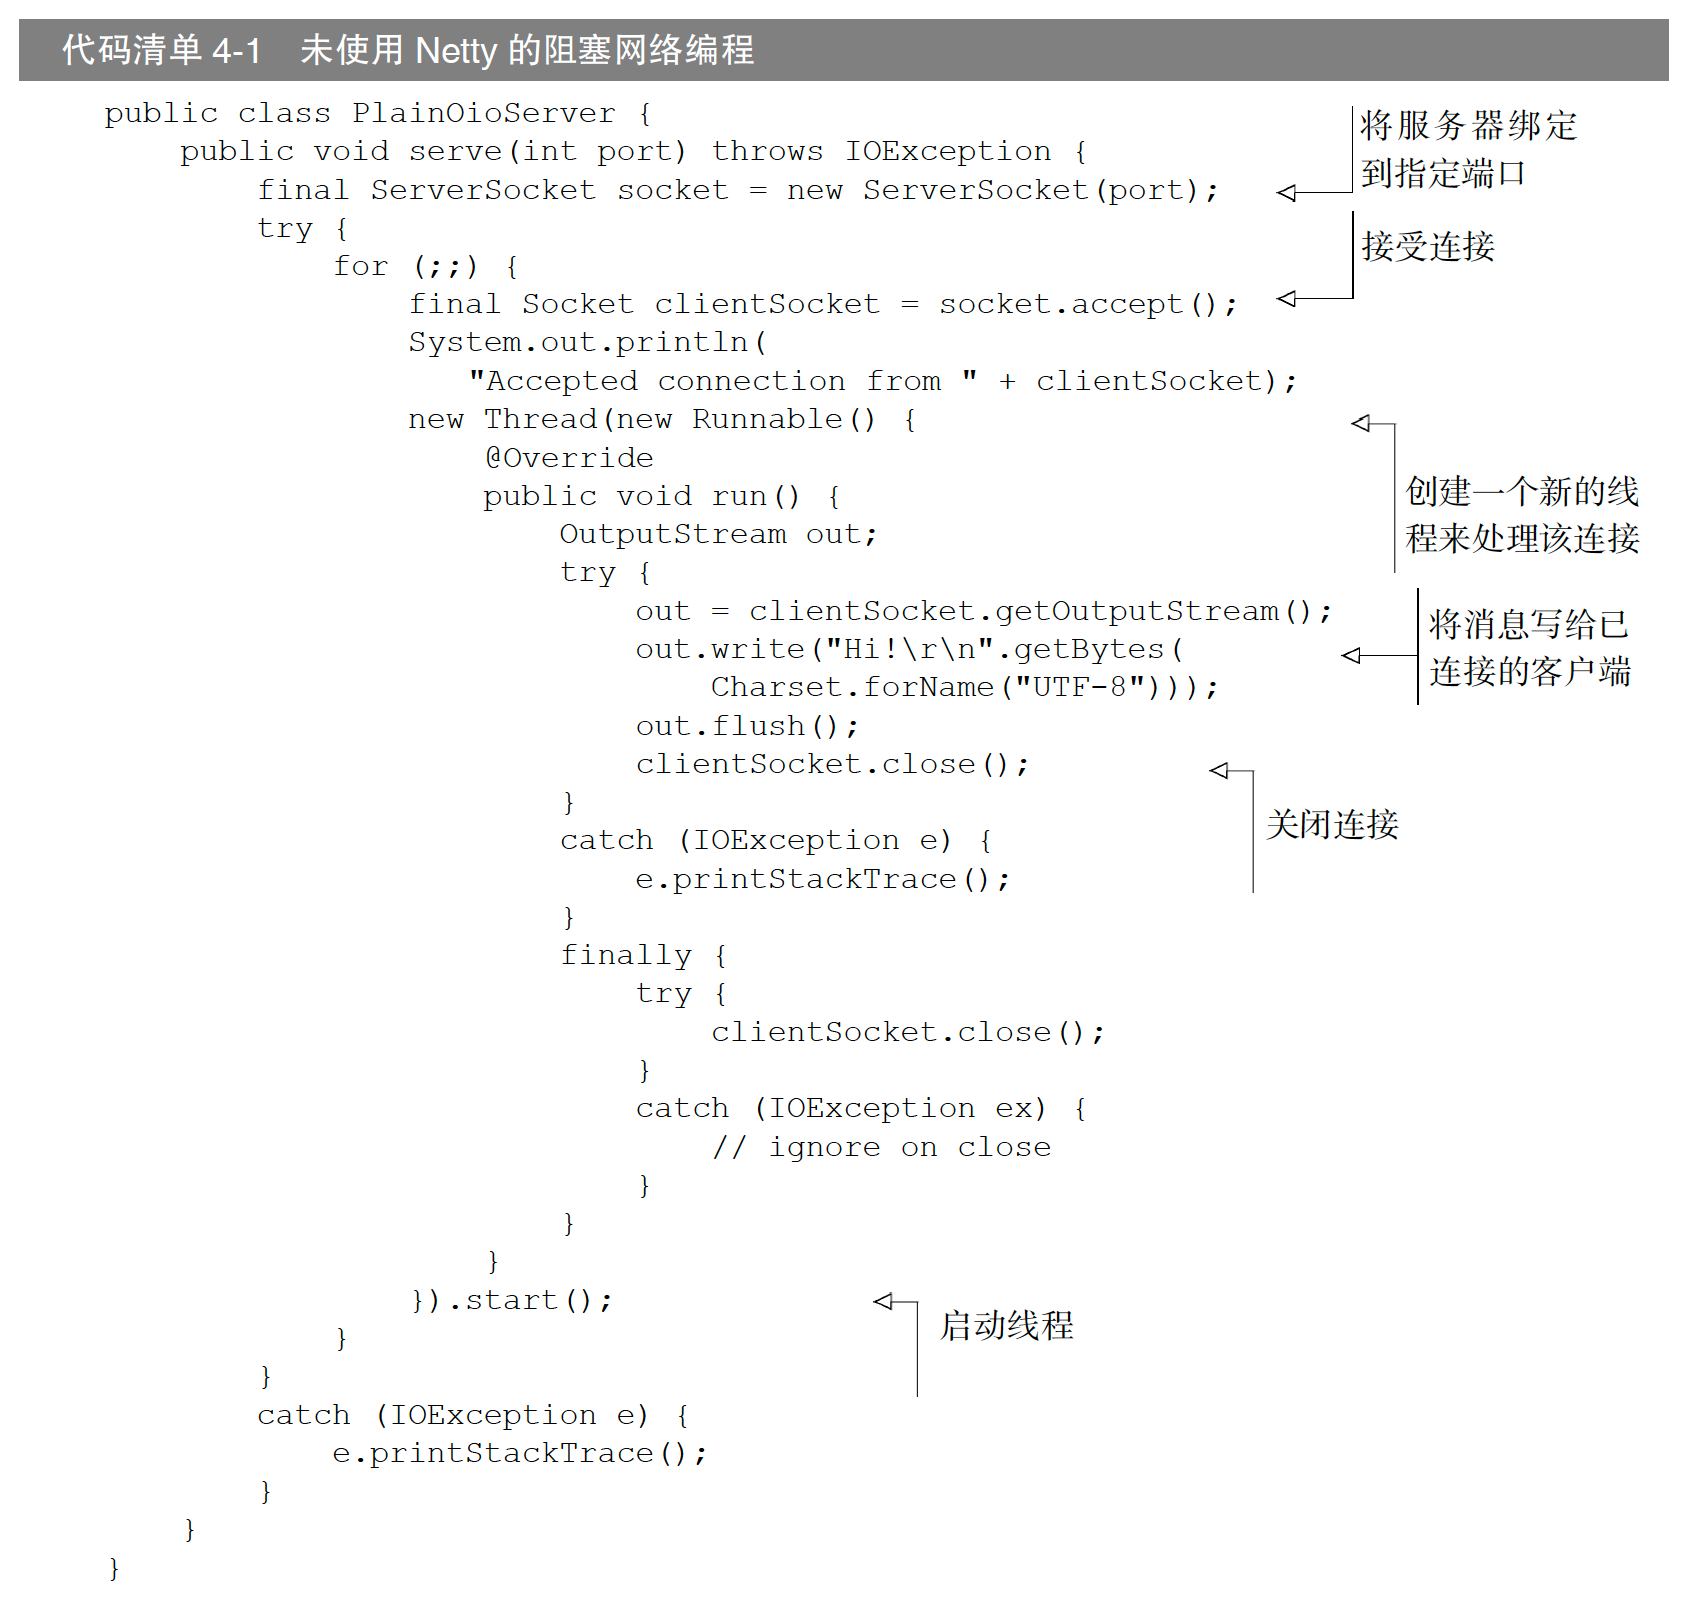 代码清单 4-1 未使用 Netty 的阻塞网络编程
public class PlainOioServer {
    public void serve(int port) throws IOException {
        final ServerSocket socket = new ServerSocket(port);
将服务器绑定
到指定端口
        try {
            for (;;) {
                final Socket clientSocket = socket.accept();
接受连接
                System.out.println(
                    "Accepted connection from " + clientSocket);
                new Thread(new Runnable() {
创建一个新的线
程来处理该连接
                    @Override
                    public void run() {
                        OutputStream out;
                        try {
                            out = clientSocket.getOutputStream();
                            out.write("Hi!\r\n".getBytes(
                                Charset.forName("UTF-8")));
将消息写给已
连接的客户端
                            out.flush();
                            clientSocket.close();
关闭连接
                        }
                        catch (IOException e) {
                            e.printStackTrace();
                        }
                        finally {
                            try {
                                clientSocket.close();
                            }
                            catch (IOException ex) {
                                // ignore on close
                            }
                        }
                    }
                }).start();
启动线程
            }
        }
        catch (IOException e) {
            e.printStackTrace();
        }
    }
}